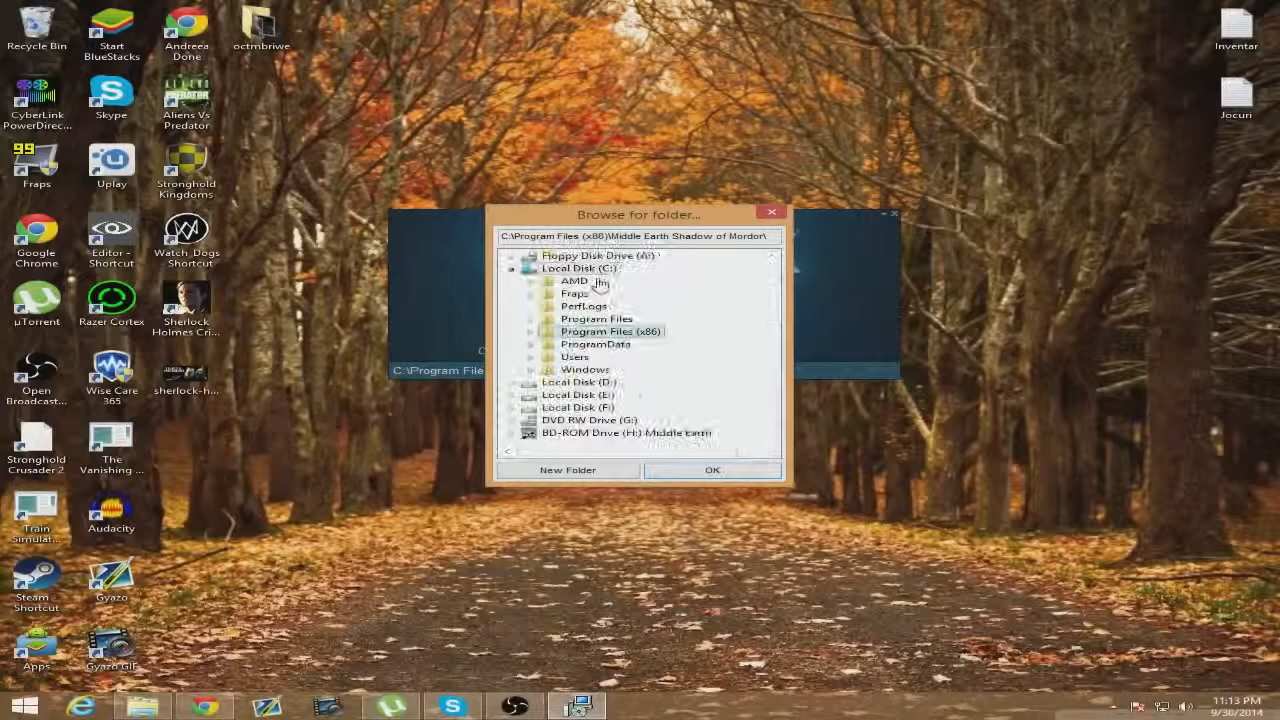 Recycle Bin
Start
BlueStacks
Andreea
Done
octmbriwe
Inventar
CyberLink
PowerDirec...
Skype
Aliens Vs
Predator
Jocuri
99
Fraps
Uplay
Stronghold
Kingdoms
Google
Chrome
Editor -
Shortcut
Watch_Dogs
Shortcut
µTorrent
Razer Cortex
Sherlock
Holmes Cri...
Open
Broadcast...
Wise Care
365
sherlock-h...
Stronghold
Crusader 2
The
Vanishing ...
Train
Simulat...
Audacity
Steam -
Shortcut
Gyazo
Apps
Gyazo GIF
Browse for folder...
C:\Program Files (x86)\Middle Earth Shadow of Mordor\
Floppy Disk Drive (A:)
Local Disk (C:)
AMD
Fraps
PerfLogs
Program Files
Program Files (x86)
ProgramData
Users
Windows
Local Disk (D:)
Local Disk (E:)
Local Disk (F:)
DVD RW Drive (G:)
BD-ROM Drive (H:) Middle earth
New Folder
OK
C:\Program File
11:13 PM
9/30/2014